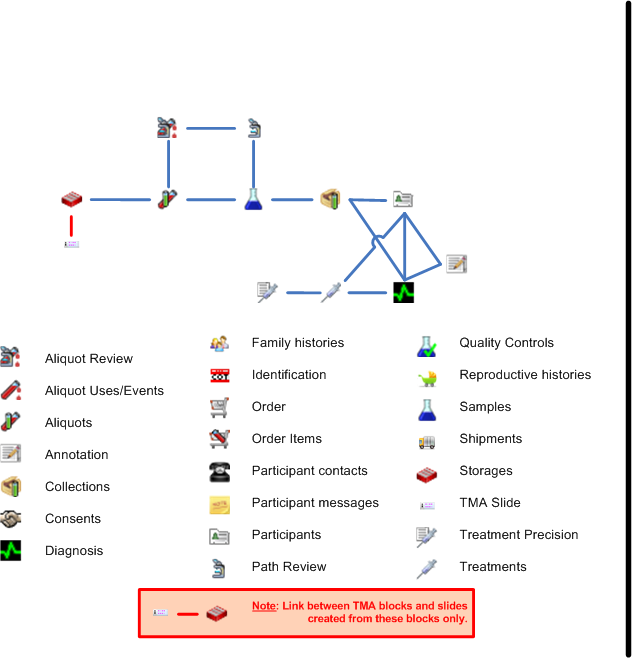 Aliquot Review
Aliquot Uses/Events
Aliquots
Annotation
Collections
Consents
Diagnosis
Family histories
Identification
Order
Order Items
Participant contacts
Participant messages
Participants
Path Review
Quality Controls
Reproductive histories
Samples
Shipments
Storages
TMA Slide
Treatment Precision
Treatments
Note: Link between TMA blocks and slides
created from these blocks only.